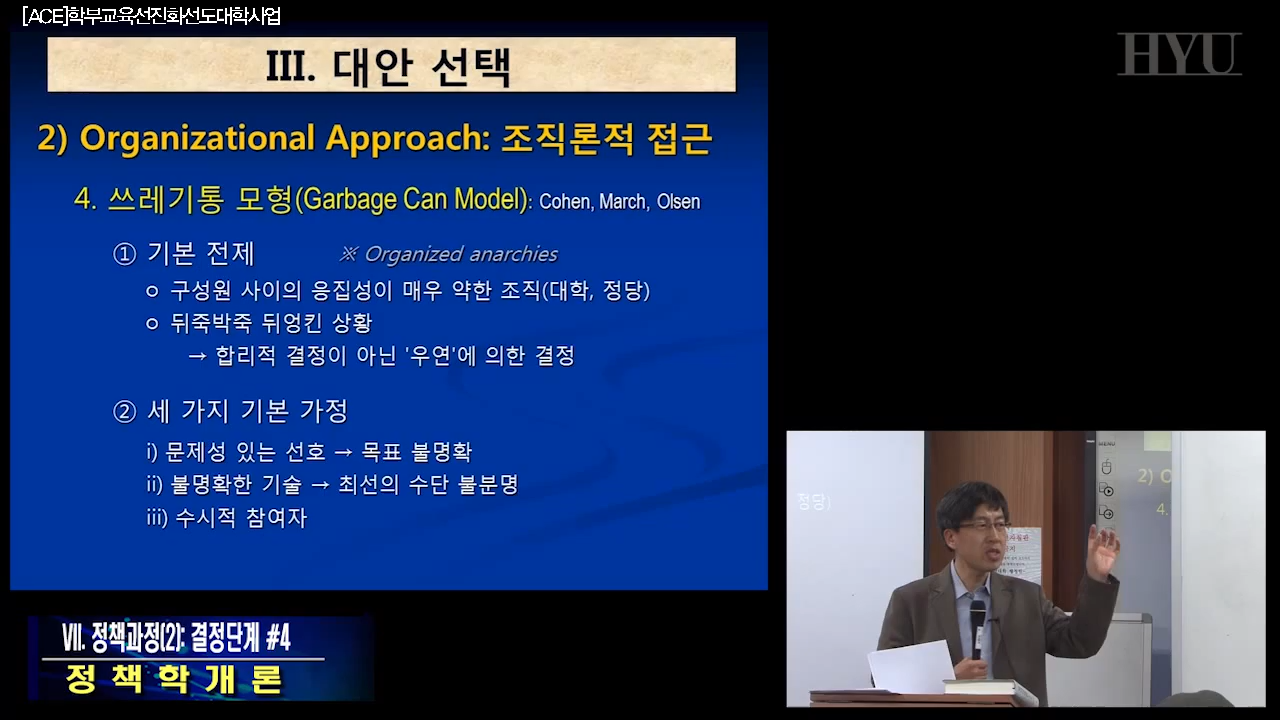 [ACE]학부교육선진화선도대학사업
HYU
III. 대안 선택
2) Organizational Approach: 조직론적 접근
4. 쓰레기통 모형(Garbage Can Model): Cohen, March, Olsen
① 기본 전제 ※ Organized anarchies
ㅇ 구성원 사이의 응집성이 매우 약한 조직(대학, 정당)
ㅇ 뒤죽박죽 뒤엉킨 상황
→ 합리적 결정이 아닌 '우연'에 의한 결정
② 세 가지 기본 가정
i) 문제성 있는 선호 → 목표 불명확
ii) 불명확한 기술 → 최선의 수단 불분명
iii) 수시적 참여자
정당)
MENU
2) O
4.
VII. 정책과정(2): 결정단계 #4
정 책 학 개 론